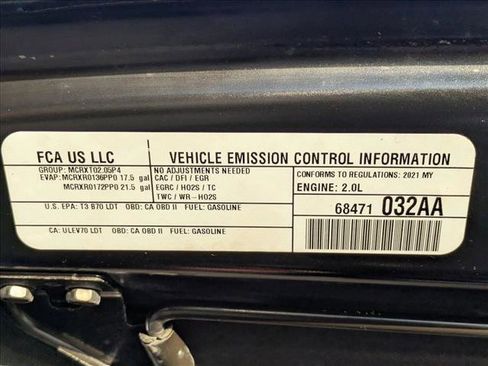 FCA US LLC
VEHICLE EMISSION CONTROL INFORMATION
GROUP: MCRXT02.05P4
EVAP: MCRXR0136PP0 17.5 gal
MCRXR0172PP0 21.5 gal
NO ADJUSTMENTS NEEDED
CAC / DFI / EGR
EGRC / HO2S / TC
TWC / WR-HO2S
CONFORMS TO REGULATIONS: 2021 MY
ENGINE: 2.0L
U.S. EPA: T3 B70 LDT OBD: CA OBD II FUEL: GASOLINE
CA: ULEV70 LDT OBD: CA OBD II FUEL: GASOLINE
68471 032AA